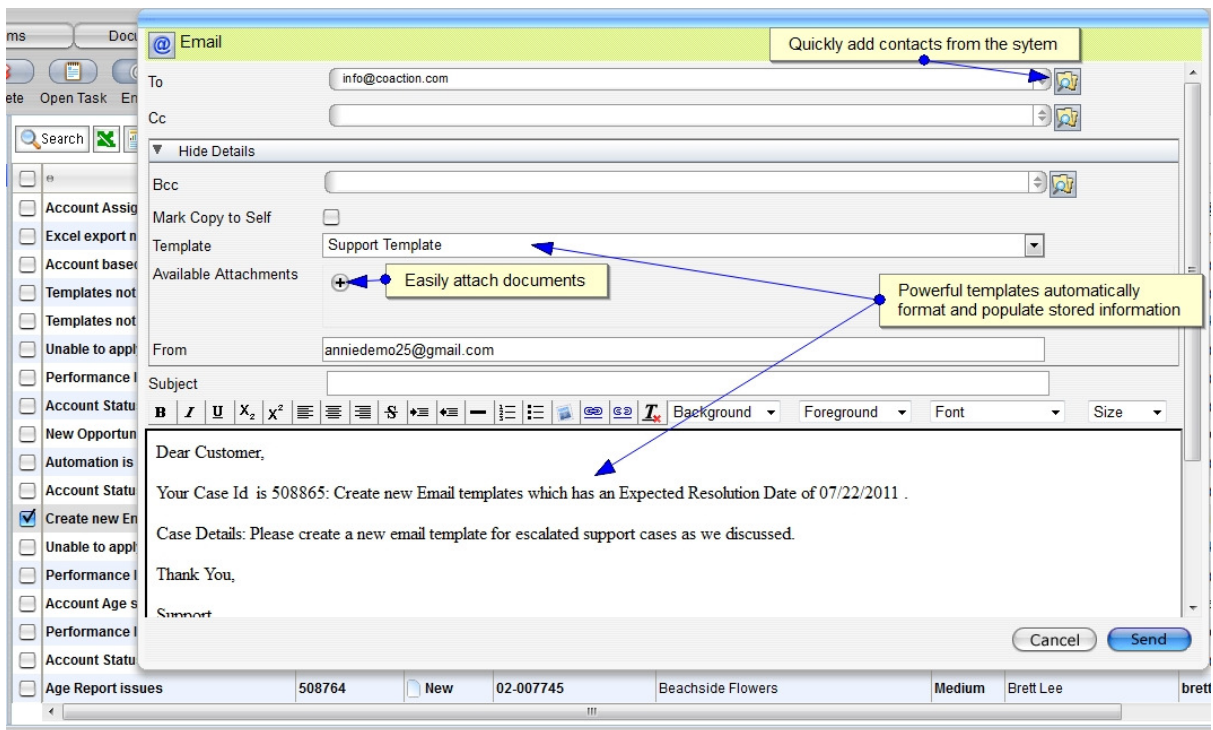 ms
Email
Quickly add contacts from the sytem
To
info@coaction.com
Open Task
Cc
Search
Hide Details
Bcc
Account Assig
Mark Copy to Self
Excel export n
Template
Support Template
Account based
Available Attachments
Easily attach documents
Templates not
Powerful templates automatically
format and populate stored information
Templates not
Unable to appl
From
anniedemo25@gmail.com
Performance I
Subject
Account Statu
B I U X2 X2 S T Background Foreground Font Size
New Opportun
Dear Customer,
Automation is
Account Statu
Your Case Id is 508865: Create new Email templates which has an Expected Resolution Date of 07/22/2011 .
Create new En
Case Details: Please create a new email template for escalated support cases as we discussed.
Unable to appl
Performance I
Thank You,
Account Age s
Support
Performance I
Cancel
Send
Account Statu
Age Report issues 508764 New 02-007745 Beachside Flowers Medium Brett Lee brett